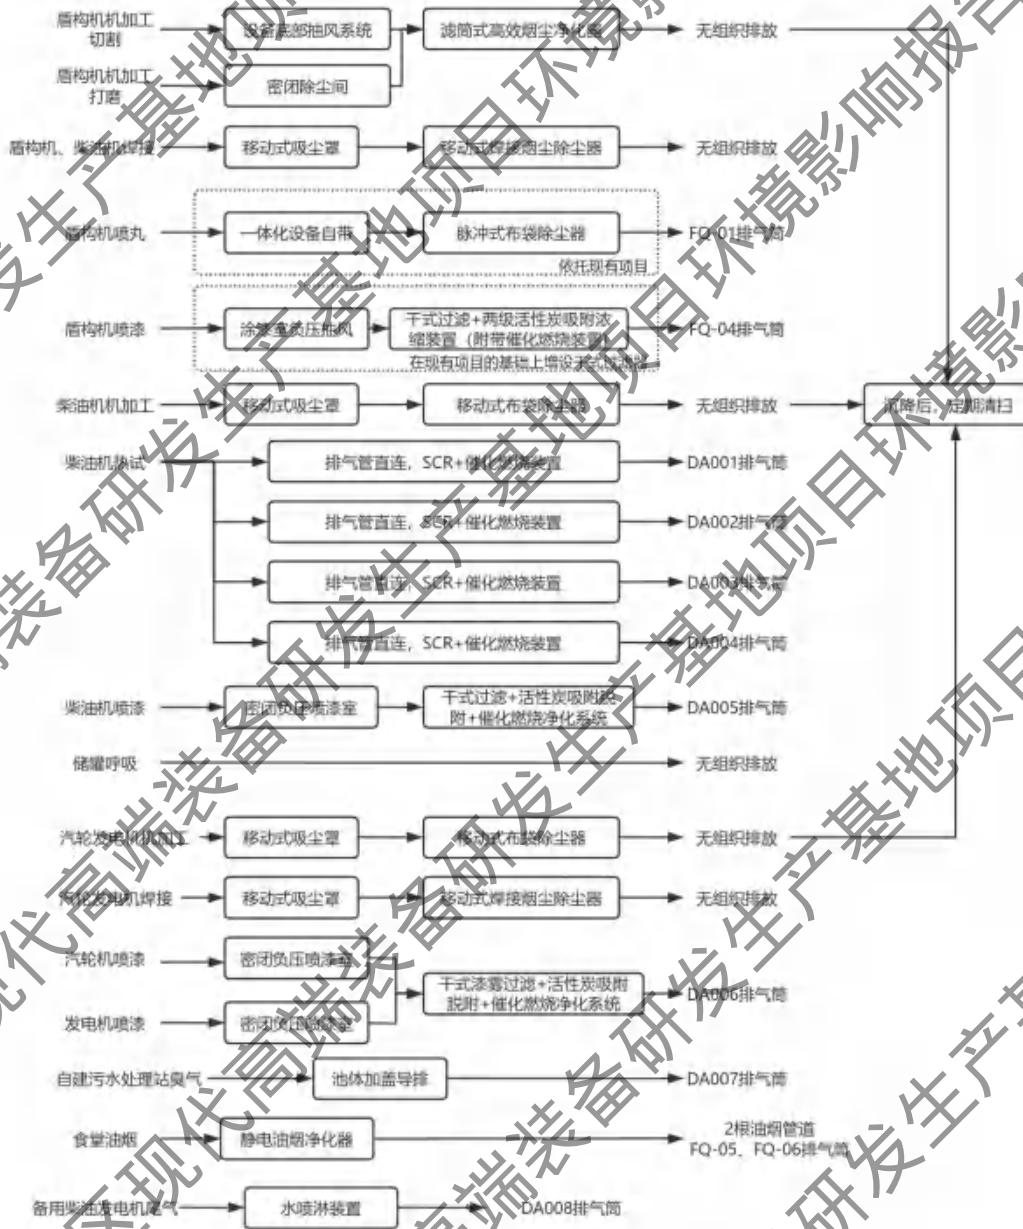 盾构机机加工
切割
设备底部抽风系统
滤筒式高效烟尘净化器
无组织排放
盾构机机加工
打磨
密闭除尘间
盾构机、柴油机焊接
移动式吸尘罩
移动式焊接烟尘除尘器
无组织排放
盾构机喷丸
一体化设备自带
脉冲式布袋除尘器
FQ-01排气筒
依托现有项目
盾构机喷漆
涂装室负压抽风
干式过滤+两级活性炭吸附浓
缩装置（附带催化燃烧装置）
FQ-04排气筒
在现有项目的基础上增设干式过滤器
柴油机机加工
移动式吸尘罩
移动式布袋除尘器
无组织排放
沉降后，定期清扫
柴油机热试
排气管直连，SCR+催化燃烧装置
DA001排气筒
排气管直连，SCR+催化燃烧装置
DA002排气筒
排气管直连，SCR+催化燃烧装置
DA003排气筒
排气管直连，SCR+催化燃烧装置
DA004排气筒
柴油机喷漆
密闭负压喷漆室
干式过滤+活性炭吸附脱
附+催化燃烧净化系统
DA005排气筒
储罐呼吸
无组织排放
汽轮发电机机加工
移动式吸尘罩
移动式布袋除尘器
无组织排放
汽轮发电机焊接
移动式吸尘罩
移动式焊接烟尘除尘器
无组织排放
汽轮机喷漆
密闭负压喷漆室
干式漆雾过滤+活性炭吸附
脱附+催化燃烧净化系统
DA006排气筒
发电机喷漆
密闭负压喷漆室
自建污水处理站臭气
池体加盖导排
DA007排气筒
食堂油烟
静电油烟净化器
2根油烟管道
FQ-05、FQ-06排气筒
备用柴油发电机尾气
水喷淋装置
DA008排气筒